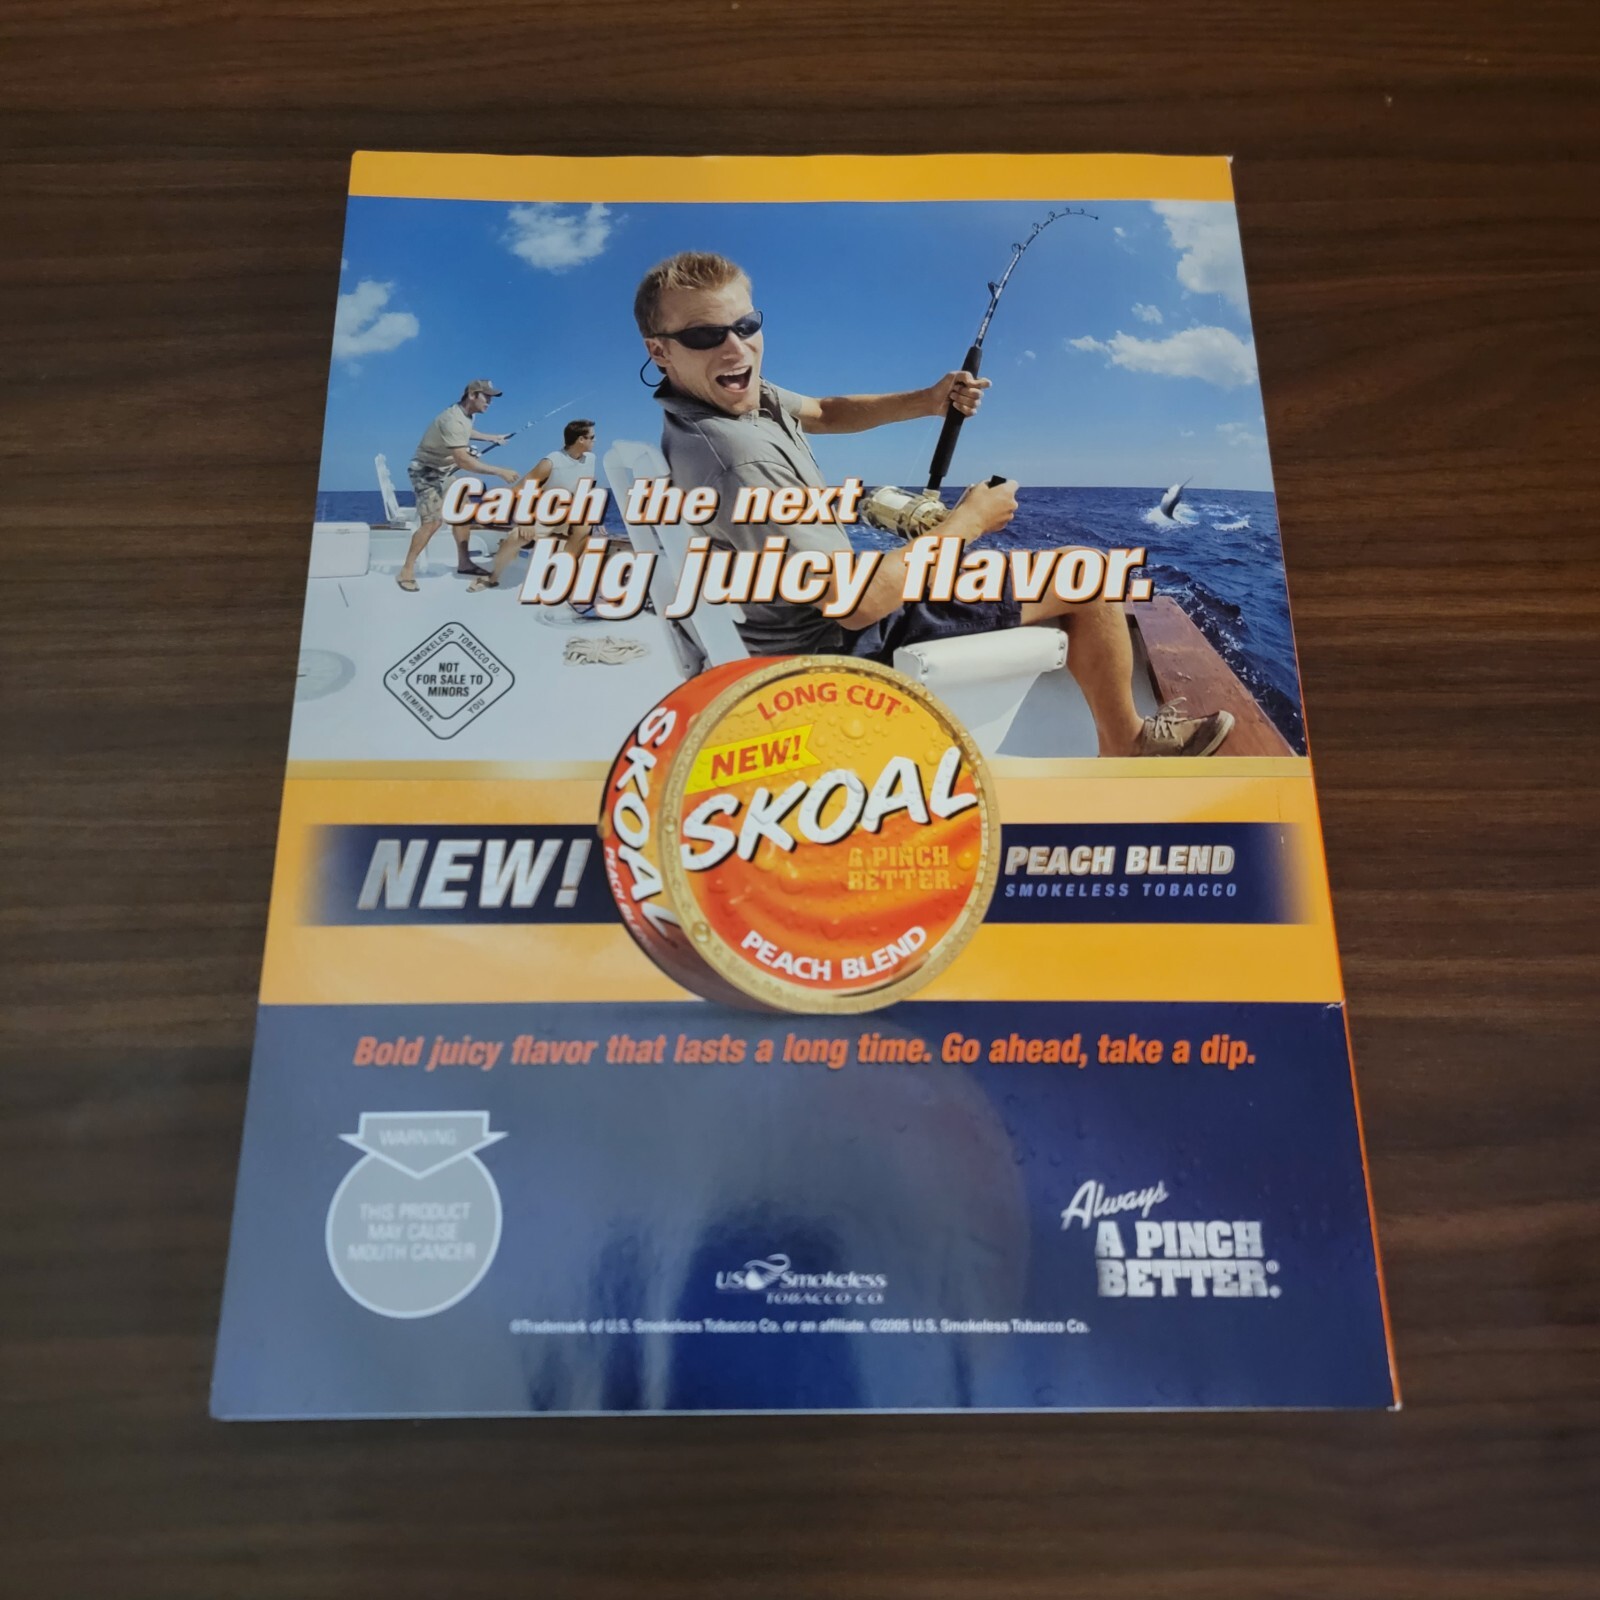 Catch the next
big juicy flavor.
U.S. SMOKELESS TOBACCO CO.
NOT
FOR SALE TO
MINORS
REMINDS YOU
LONG CUT
NEW!
SKOAL
A PINCH
BETTER.
PEACH BLEND
SKOAL
PEACH BLEND
NEW!
PEACH BLEND
SMOKELESS TOBACCO
Bold juicy flavor that lasts a long time. Go ahead, take a dip.
WARNING
THIS PRODUCT
MAY CAUSE
MOUTH CANCER
Always
A PINCH
BETTER.®
US Smokeless
TOBACCO CO.
®Trademark of U.S. Smokeless Tobacco Co. or an affiliate. ©2005 U.S. Smokeless Tobacco Co.